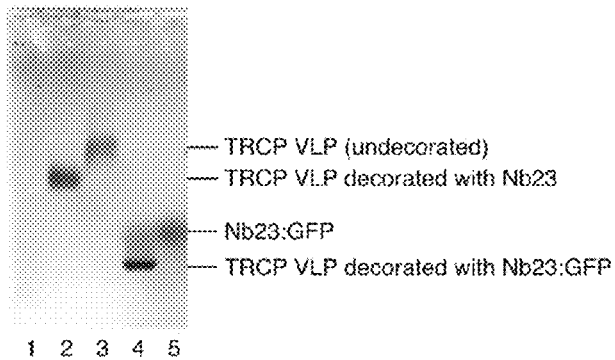 TRCP VLP (undecorated)
TRCP VLP decorated with Nb23
Nb23:GFP
TRCP VLP decorated with Nb23:GFP
1 2 3 4 5